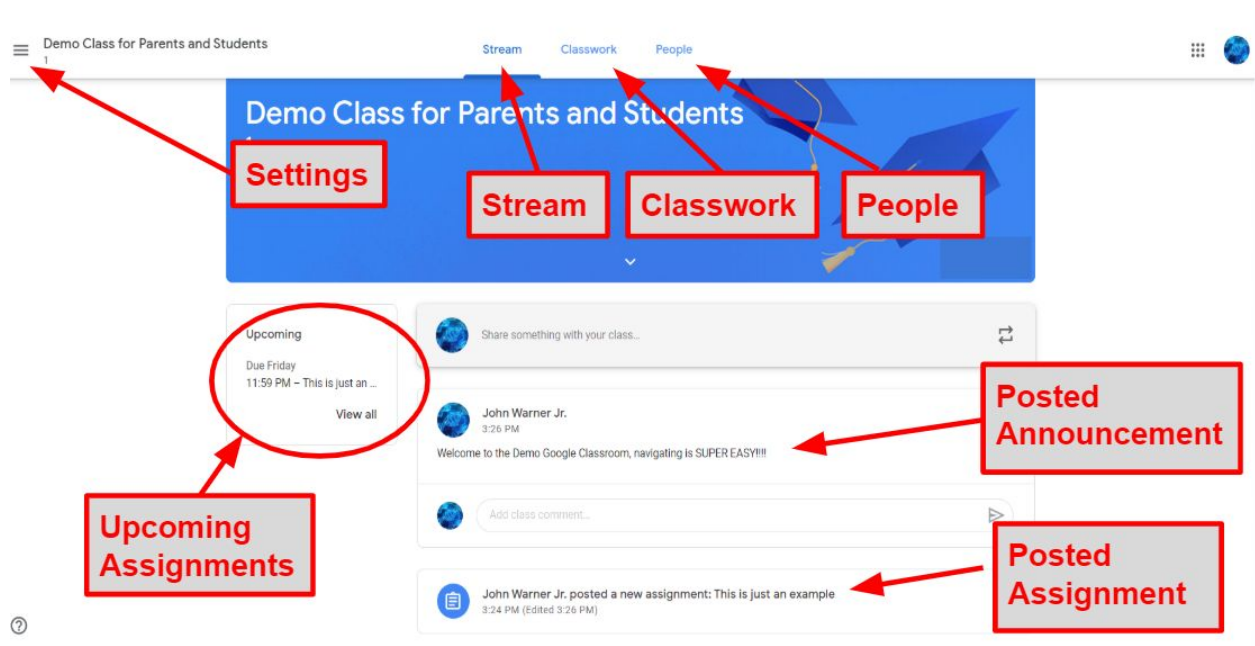 Demo Class for Parents and Students
1
Stream
Classwork
People
Demo Class for Parents and Students
Settings
Stream
Classwork
People
Upcoming
Due Friday
11:59 PM – This is just an ...
View all
Share something with your class...
John Warner Jr.
3:26 PM
Welcome to the Demo Google Classroom, navigating is SUPER EASY!!!!
Add class comment...
Posted
Announcement
Upcoming
Assignments
John Warner Jr. posted a new assignment: This is just an example
3:24 PM (Edited 3:26 PM)
Posted
Assignment
?